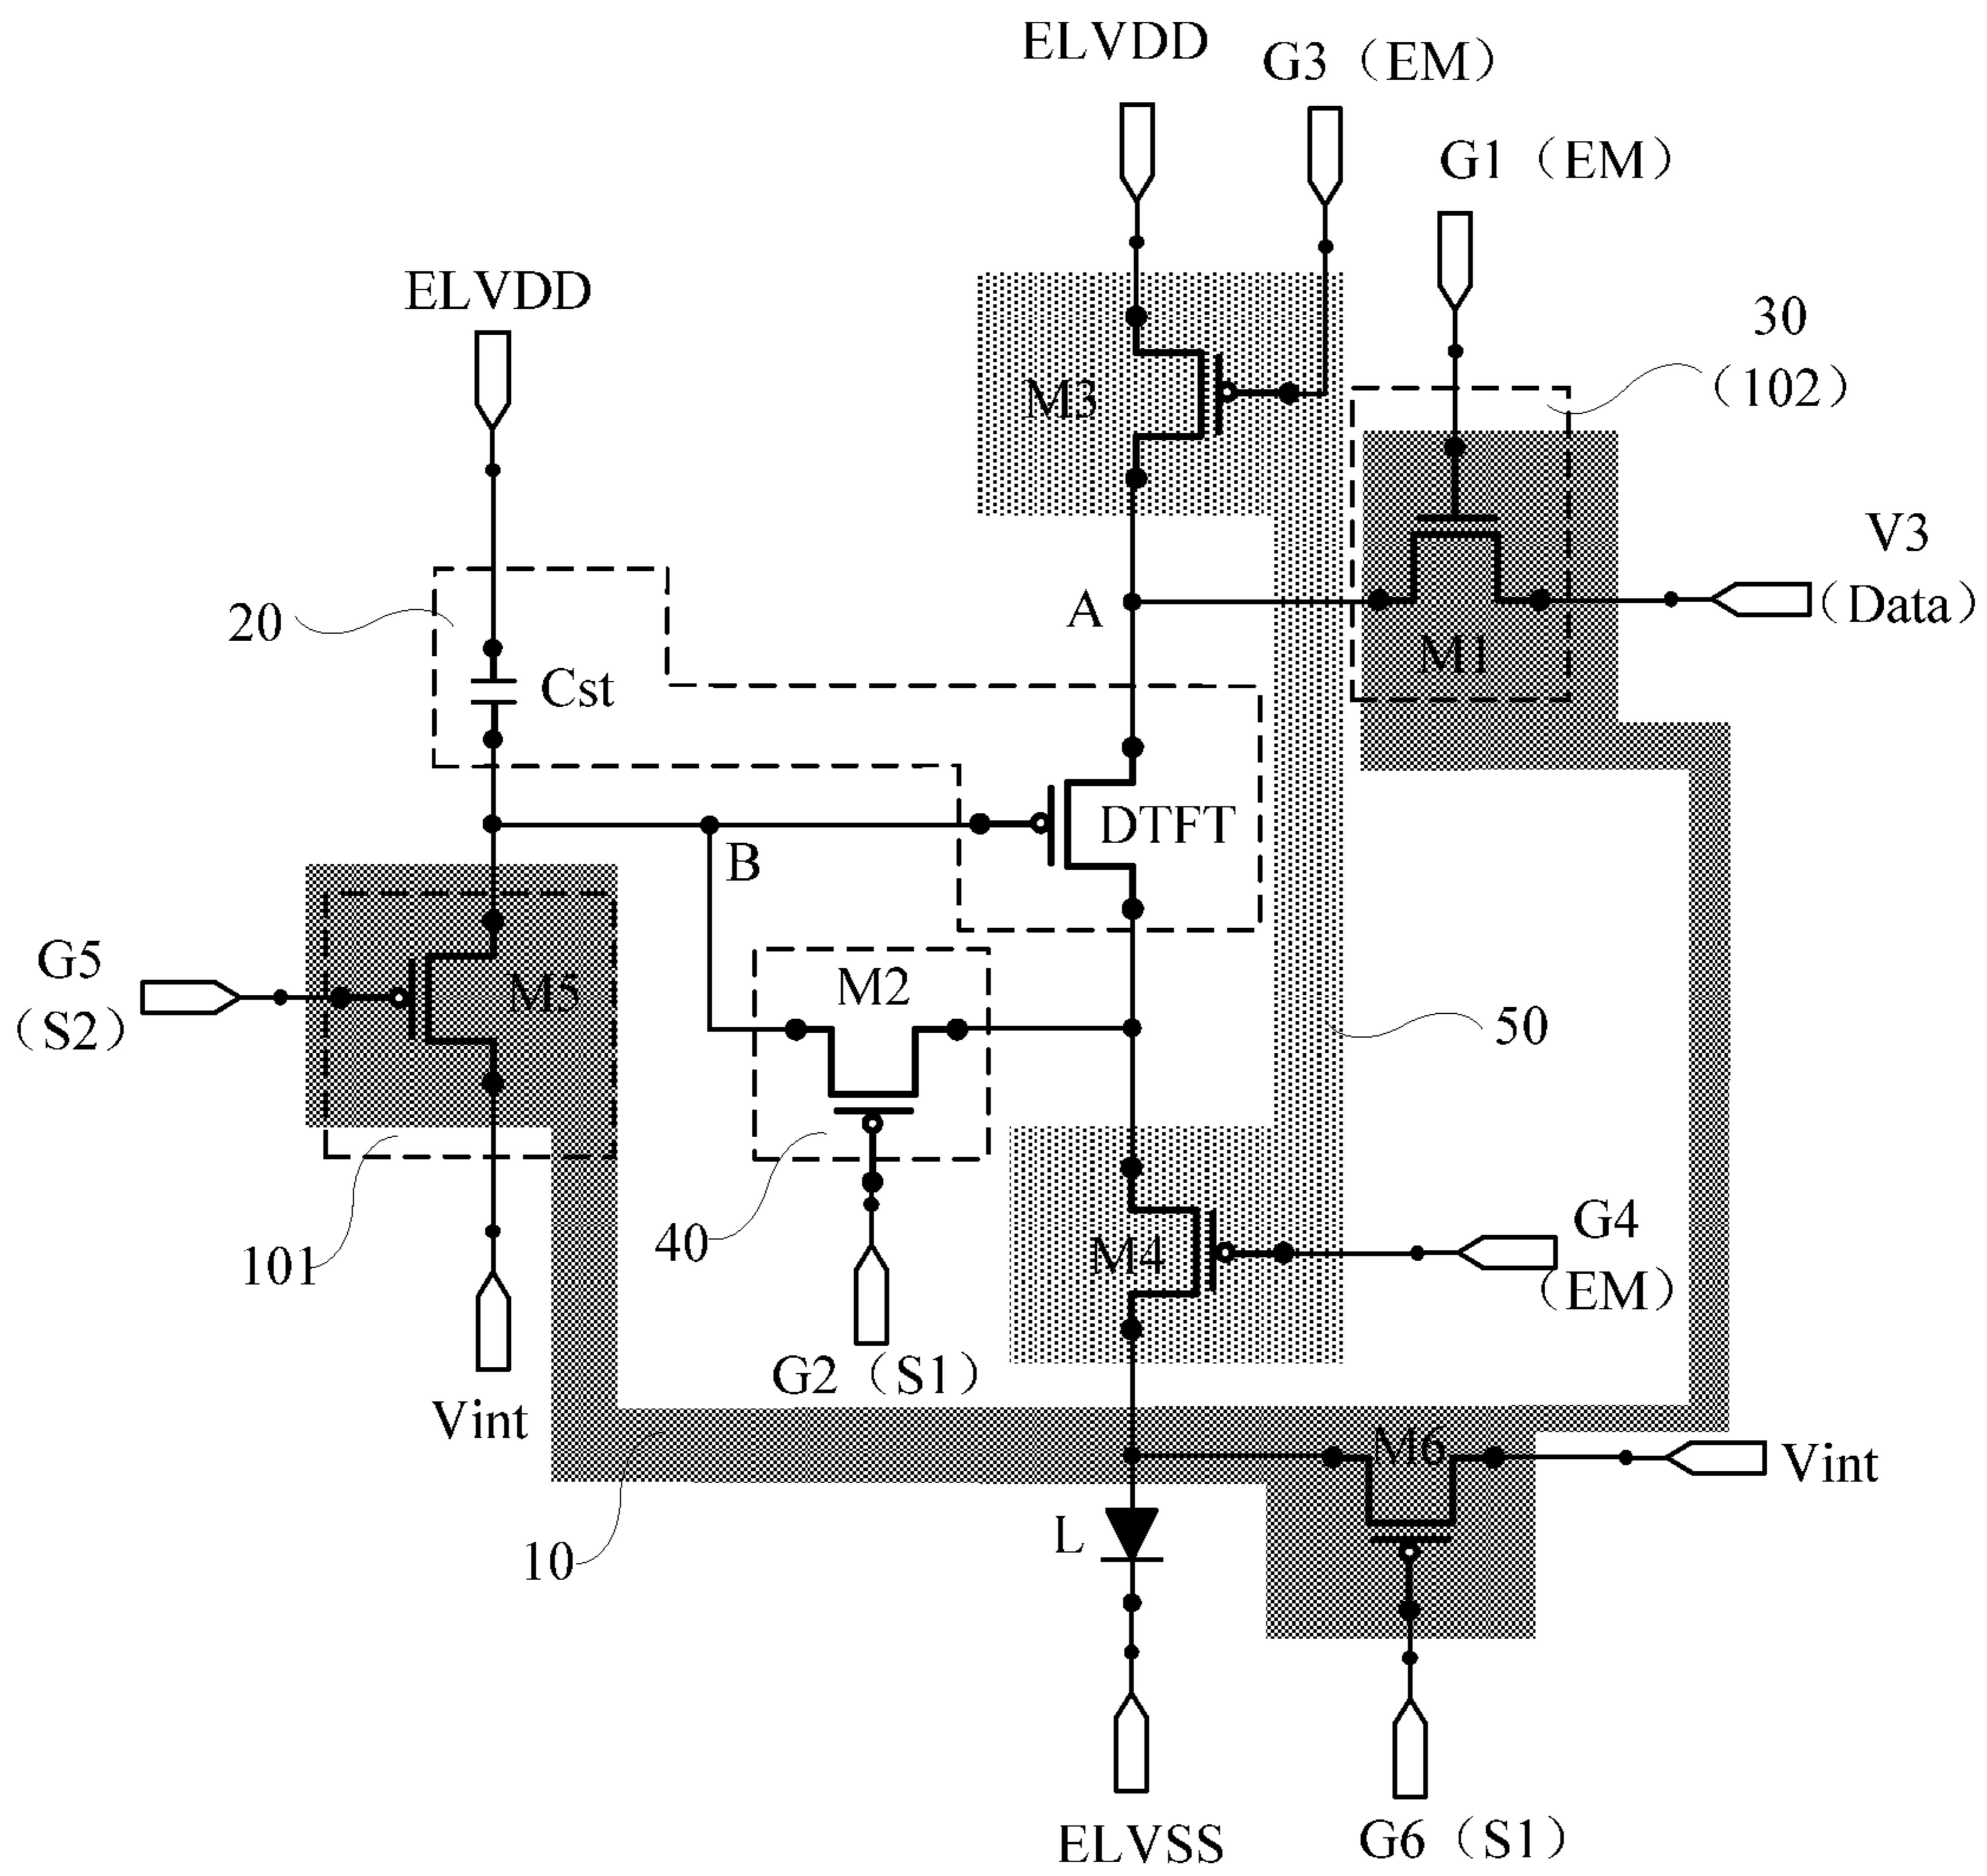 ELVDD
G3（EM）
G1（EM）
ELVDD
30
（102）
M3
V3
（Data）
A
20
Cst
M1
DTFT
B
G5
（S2）
M5
M2
50
40
G4
（EM）
M4
101
G2（S1）
Vint
M6
Vint
L
10
ELVSS
G6（S1）